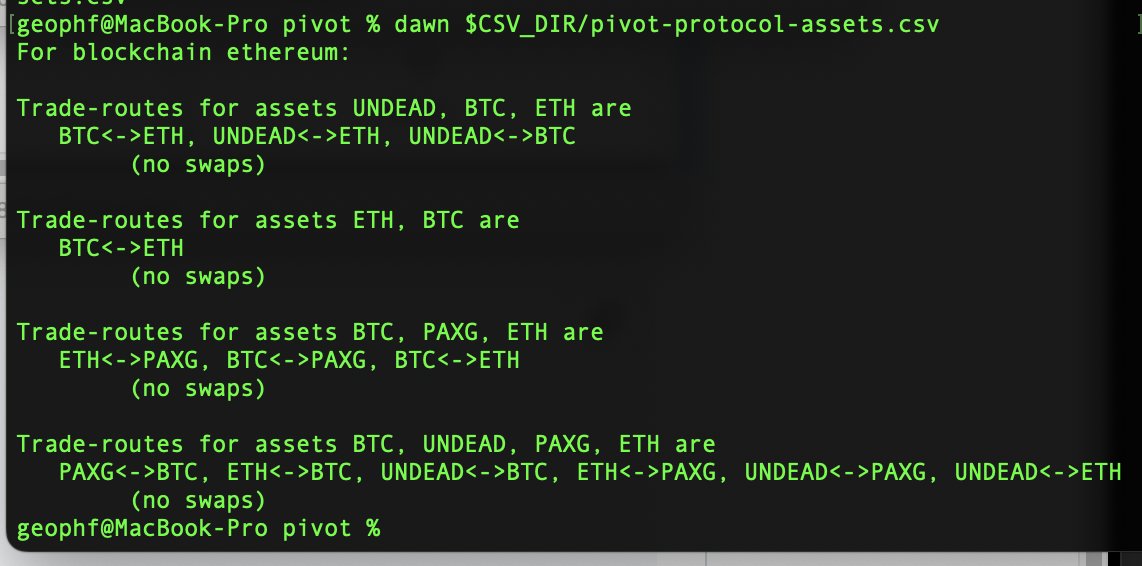 sets.csv
[geophf@MacBook-Pro pivot % dawn $CSV_DIR/pivot-protocol-assets.csv ]
For blockchain ethereum:
Trade-routes for assets UNDEAD, BTC, ETH are
BTC<->ETH, UNDEAD<->ETH, UNDEAD<->BTC
(no swaps)
Trade-routes for assets ETH, BTC are
BTC<->ETH
(no swaps)
Trade-routes for assets BTC, PAXG, ETH are
ETH<->PAXG, BTC<->PAXG, BTC<->ETH
(no swaps)
Trade-routes for assets BTC, UNDEAD, PAXG, ETH are
PAXG<->BTC, ETH<->BTC, UNDEAD<->BTC, ETH<->PAXG, UNDEAD<->PAXG, UNDEAD<->ETH
(no swaps)
geophf@MacBook-Pro pivot %